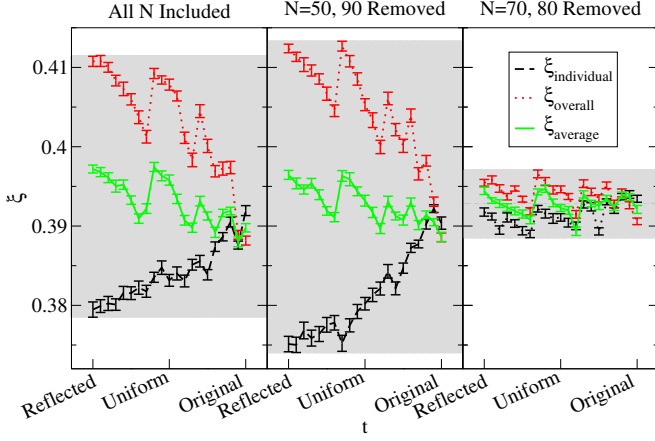 All N Included
N=50, 90 Removed
N=70, 80 Removed
ξindividual
ξoverall
ξaverage
0.41
0.4
0.39
0.38
ξ
Reflected Uniform Original
Reflected Uniform Original
Reflected Uniform Original
t